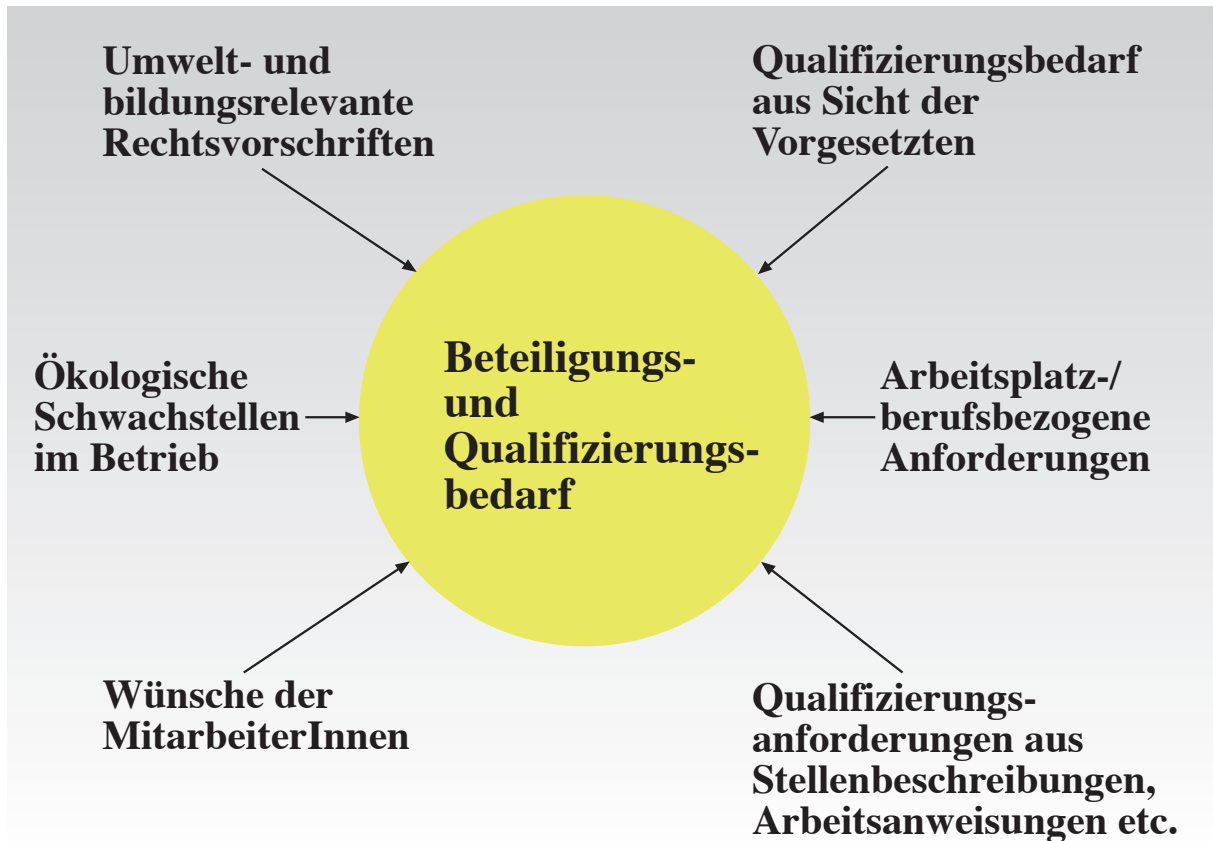 Umwelt- und
bildungsrelevante
Rechtsvorschriften
Qualifizierungsbedarf
aus Sicht der
Vorgesetzten
Ökologische
Schwachstellen
im Betrieb
Beteiligungs-
und
Qualifizierungs-
bedarf
Arbeitsplatz-/
berufsbezogene
Anforderungen
Wünsche der
MitarbeiterInnen
Qualifizierungs-
anforderungen aus
Stellenbeschreibungen,
Arbeitsanweisungen etc.